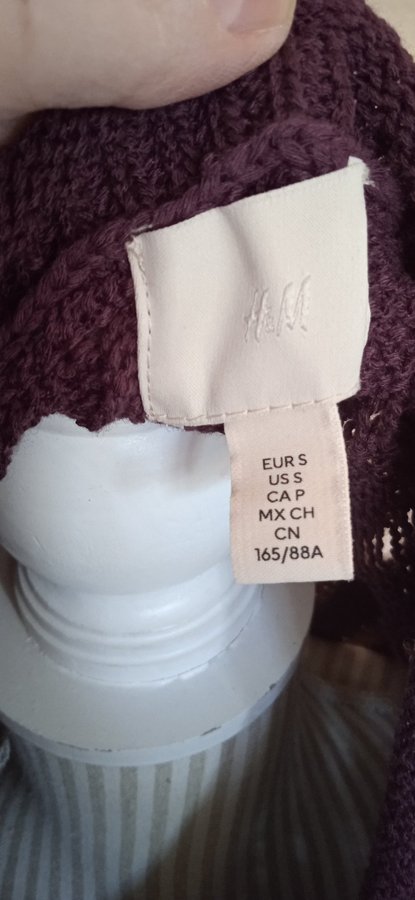 H&M
EUR S
US S
CA P
MX CH
CN
165/88A